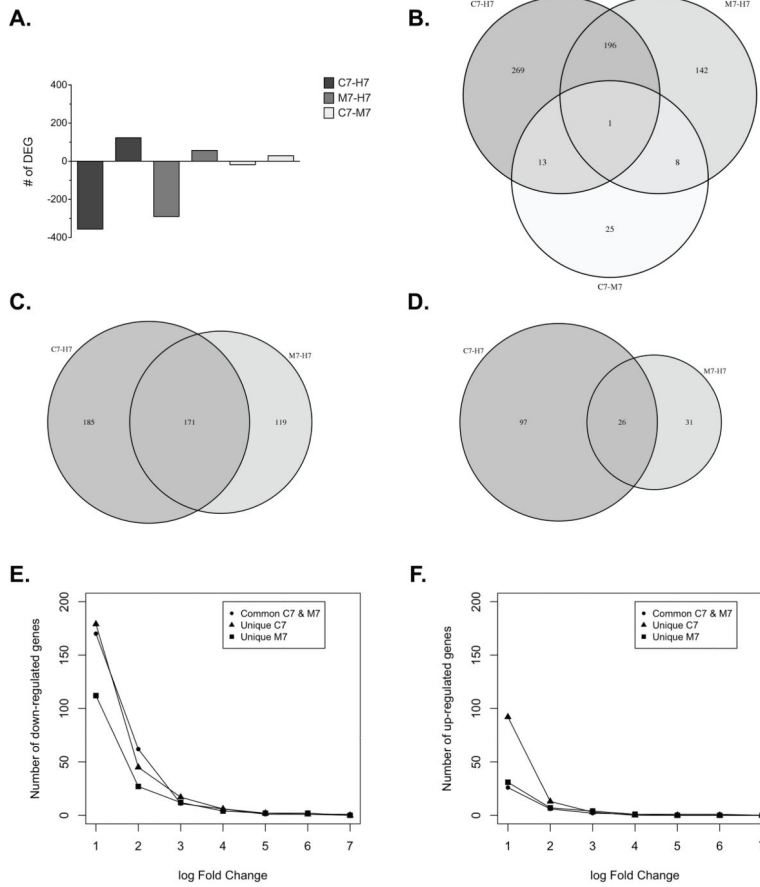 A.
400
200
0
-200
-400
# of DEG
C7-H7
M7-H7
C7-M7
B.
C7-H7
M7-H7
196
269
142
1
13
8
25
C7-M7
C.
C7-H7
M7-H7
185
171
119
D.
C7-H7
M7-H7
97
26
31
E.
Number of down-regulated genes
200
150
100
50
0
Common C7 & M7
Unique C7
Unique M7
1 2 3 4 5 6 7
log Fold Change
F.
Number of up-regulated genes
200
150
100
50
0
Common C7 & M7
Unique C7
Unique M7
1 2 3 4 5 6 7
log Fold Change